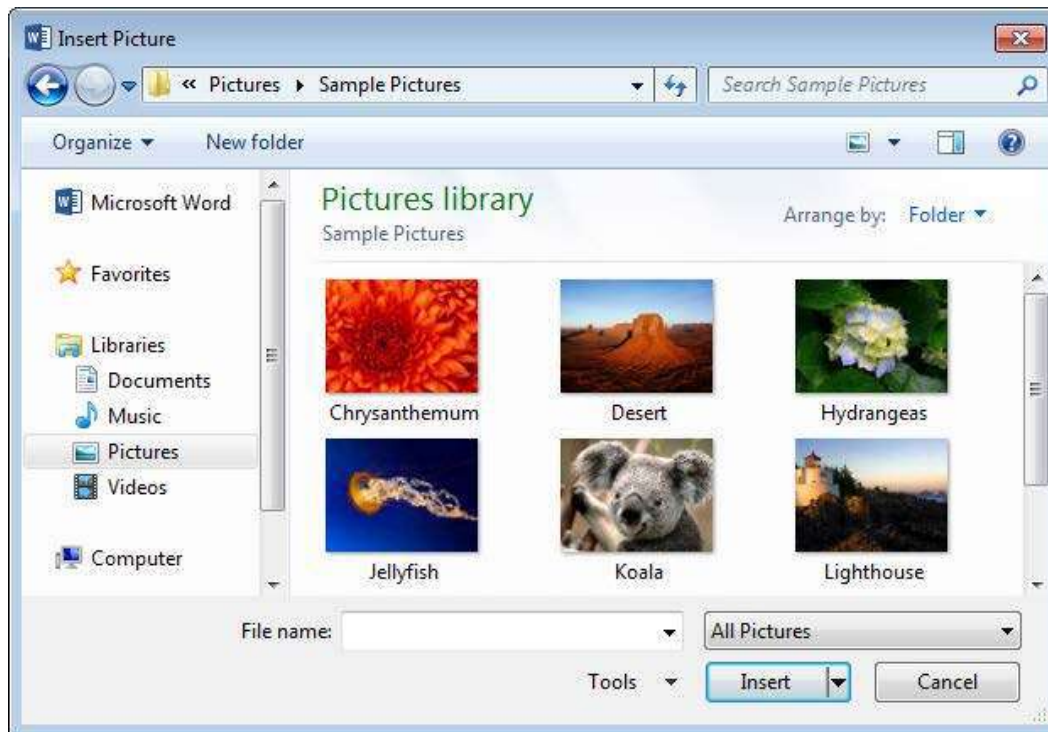 Insert Picture
« Pictures ▸ Sample Pictures
Search Sample Pictures
Organize
New folder
Microsoft Word
Favorites
Libraries
Documents
Music
Pictures
Videos
Computer
Pictures library
Sample Pictures
Arrange by: Folder
Chrysanthemum
Desert
Hydrangeas
Jellyfish
Koala
Lighthouse
File name:
All Pictures
Tools
Insert
Cancel